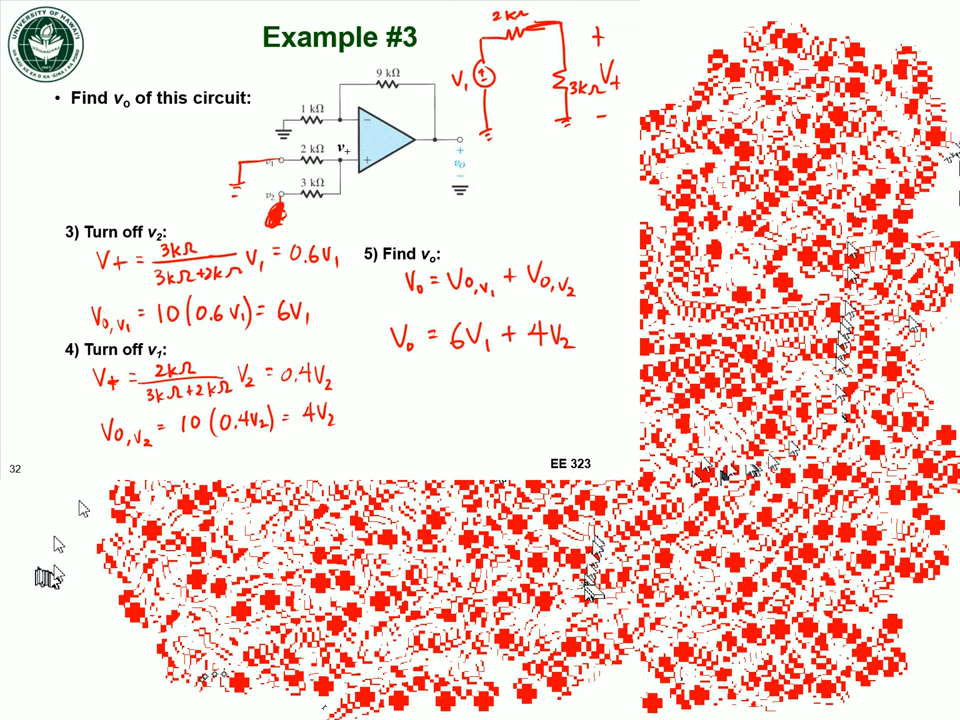 UNIVERSITY OF HAWAI'I
1907
Example #3
• Find vo of this circuit:
9 kΩ
1 kΩ
2 kΩ
v+
v1
3 kΩ
v2
−
+
+
vo
−
2kΩ
V1
+
3kΩ
V+
−
3) Turn off v2:
V+ = 3kΩ / 3kΩ+2kΩ V1 = 0.6V1
Vo,v1 = 10 (0.6 V1) = 6V1
4) Turn off v1:
V+ = 2kΩ / 3kΩ+2kΩ V2 = 0.4V2
Vo,v2 = 10 (0.4V2) = 4V2
5) Find vo:
Vo = Vo,v1 + Vo,v2
Vo = 6V1 + 4V2
32
EE 323